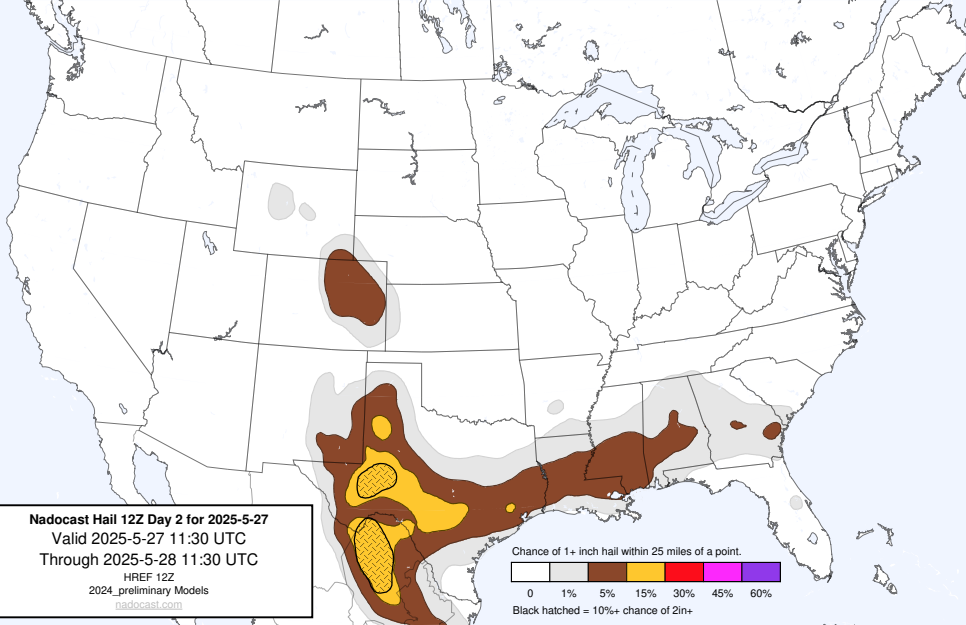 Nadocast Hail 12Z Day 2 for 2025-5-27
Valid 2025-5-27 11:30 UTC
Through 2025-5-28 11:30 UTC
HREF 12Z
2024_preliminary Models
nadocast.com
Chance of 1+ inch hail within 25 miles of a point.
0 1% 5% 15% 30% 45% 60%
Black hatched = 10%+ chance of 2in+